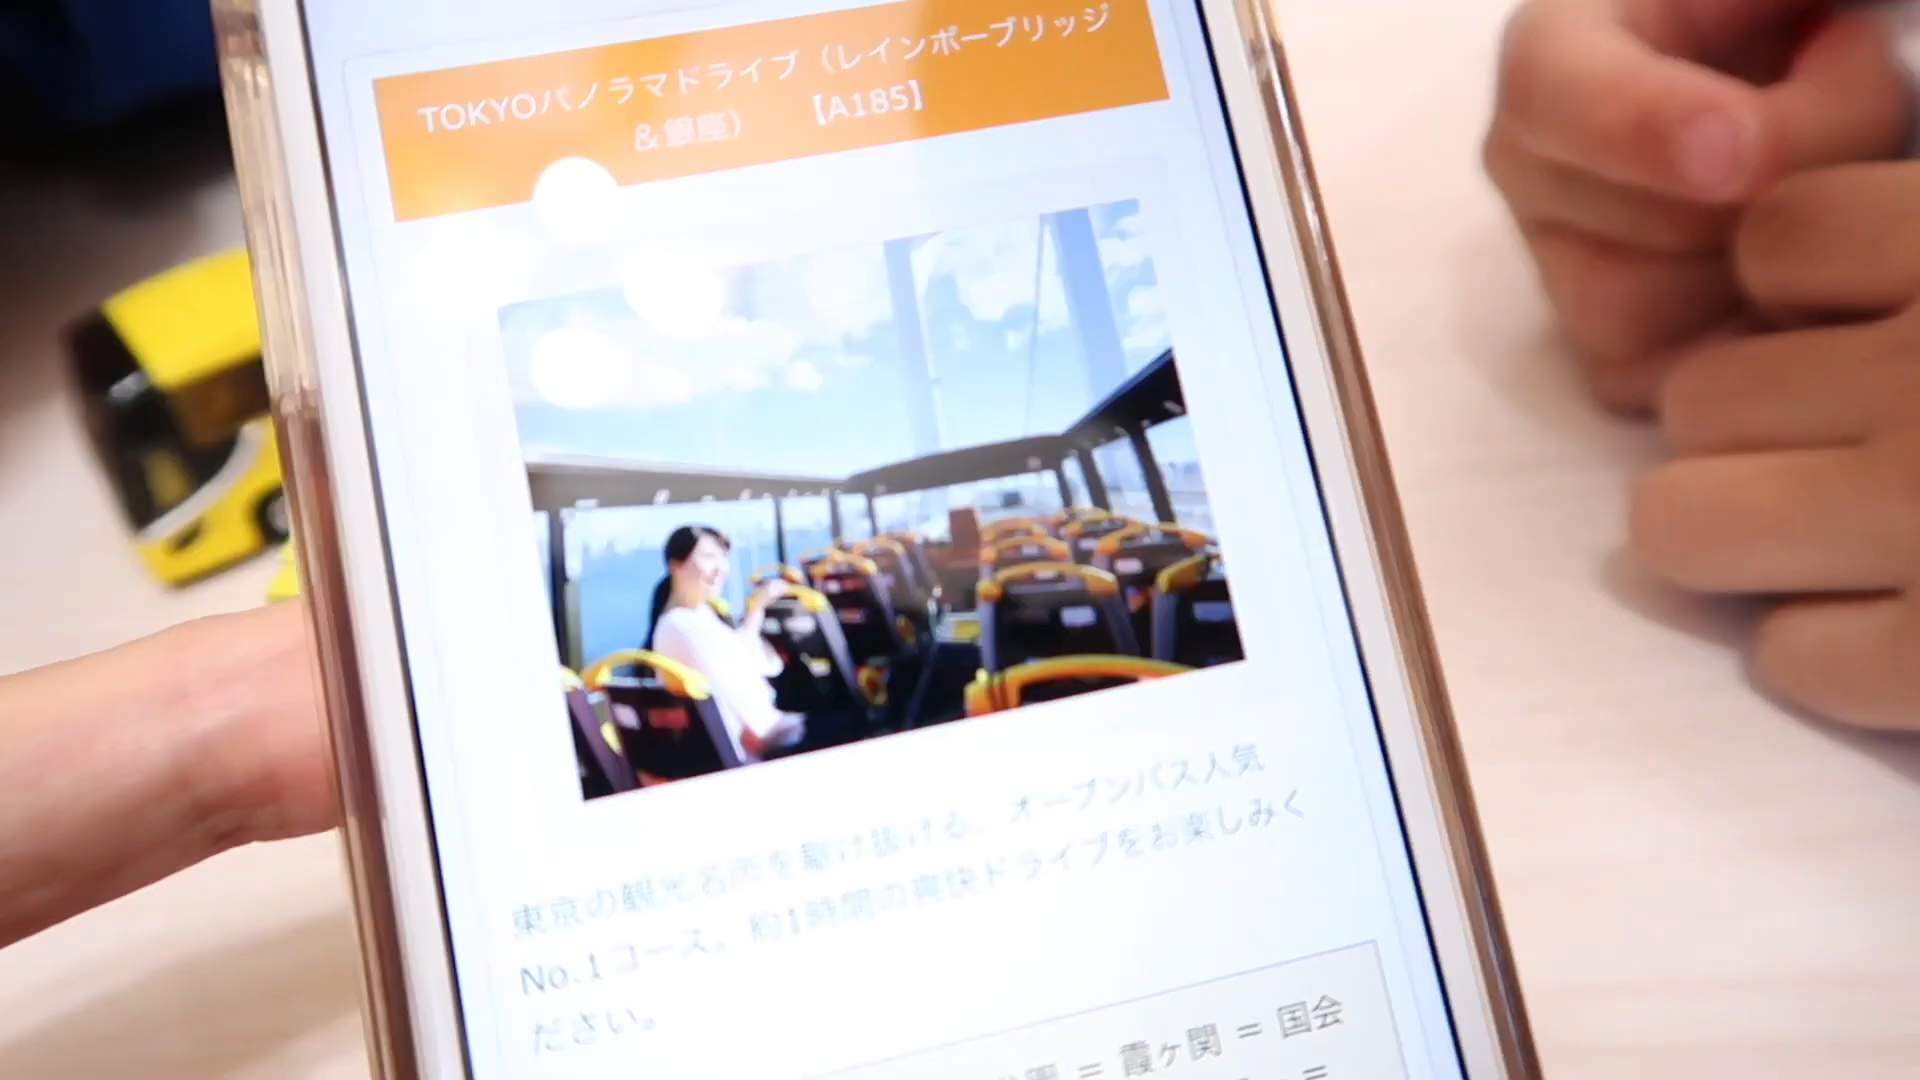 TOKYOパノラマドライブ（レインボーブリッジ
＆銀座） 【A185】
東京の観光名所を駆け抜ける、オープンバス人気
No.1コース。約1時間の爽快ドライブをお楽しみく
ださい。
＝ 霞ヶ関 ＝ 国会
＝